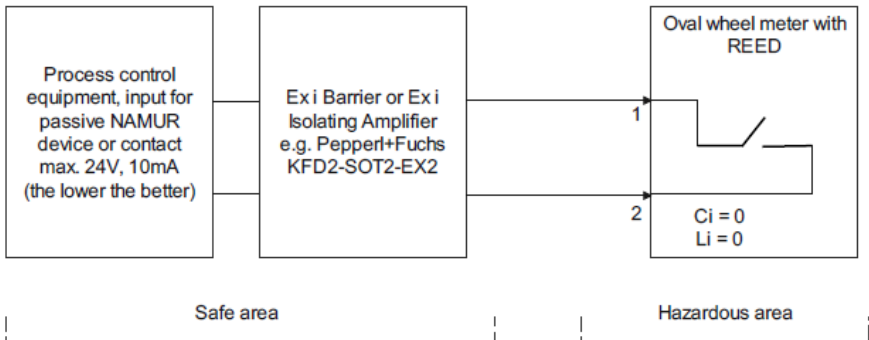 Process control
equipment, input for
passive NAMUR
device or contact
max. 24V, 10mA
(the lower the better)
Ex i Barrier or Ex i
Isolating Amplifier
e.g. Pepperl+Fuchs
KFD2-SOT2-EX2
Oval wheel meter with
REED
1
2
Ci = 0
Li = 0
Safe area
Hazardous area